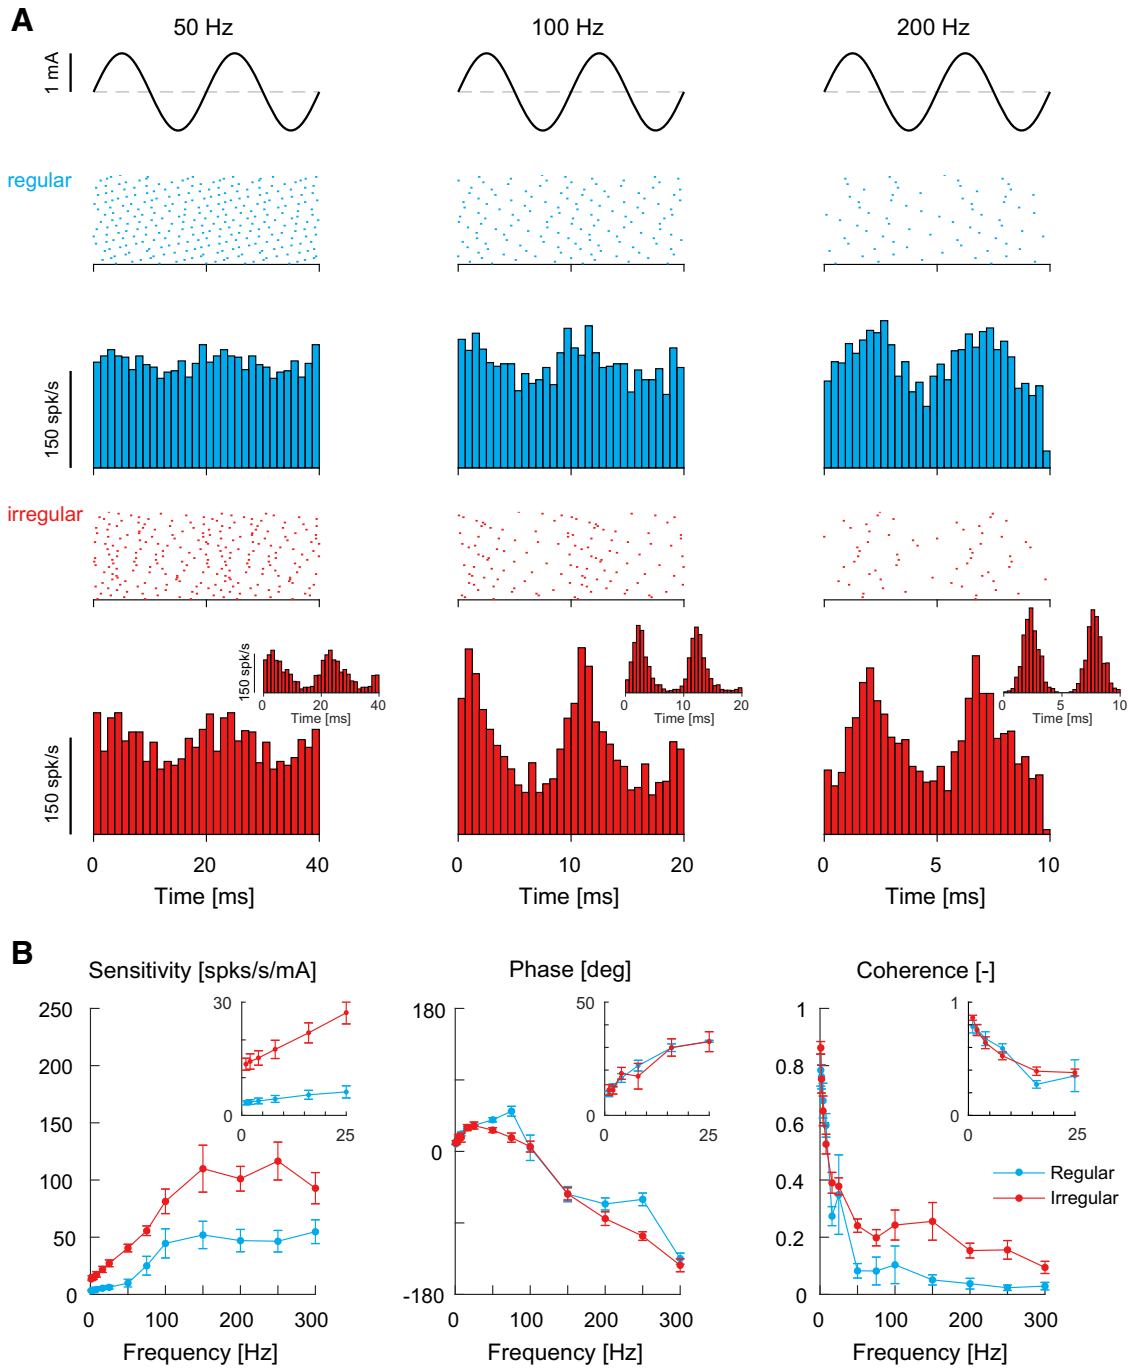 A
50 Hz
100 Hz
200 Hz
1 mA
regular
150 spk/s
irregular
150 spk/s
0 40
Time [ms]
0 20
Time [ms]
0 5 10
Time [ms]
150 spk/s
0 20 40
Time [ms]
0 10 20
Time [ms]
0 5 10
Time [ms]
B
Sensitivity [spks/s/mA]
250
200
150
100
50
0
0 100 200 300
Frequency [Hz]
30
0
25
Phase [deg]
180
0
-180
0 100 200 300
Frequency [Hz]
50
0
0 25
Coherence [-]
1
0.8
0.6
0.4
0.2
0
0 100 200 300
Frequency [Hz]
1
0
0 25
Regular
Irregular